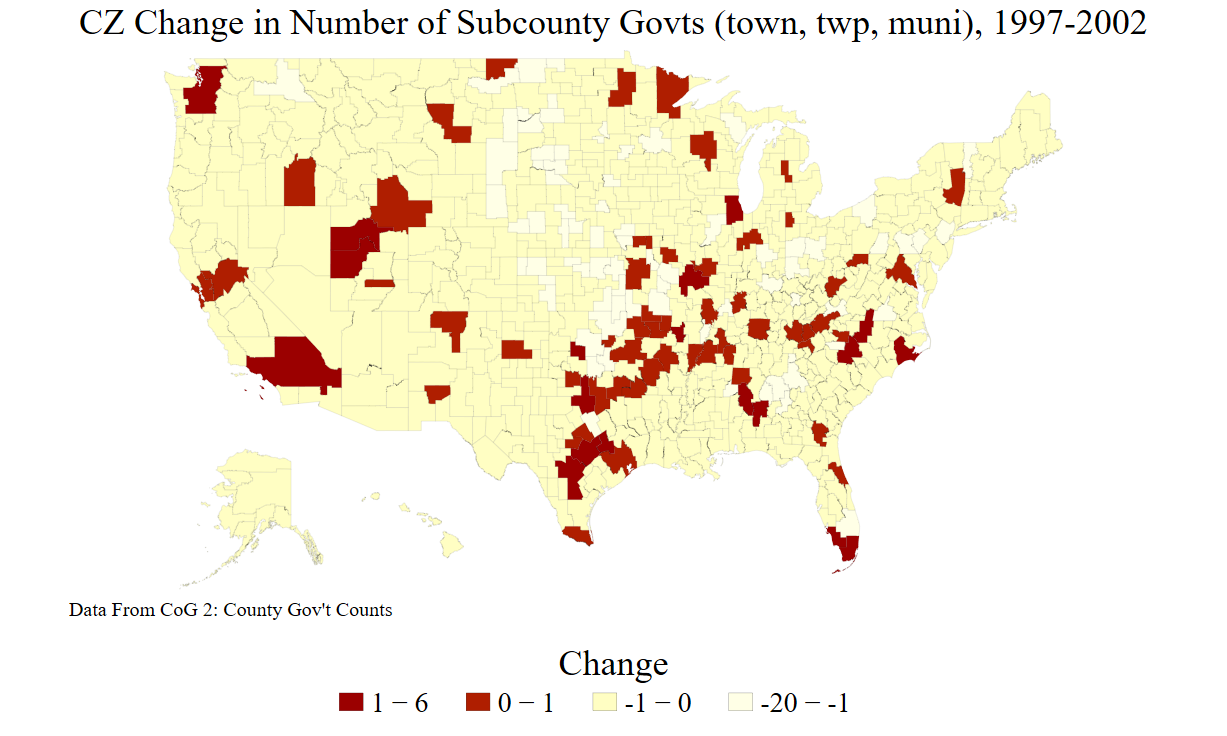 CZ Change in Number of Subcounty Govts (town, twp, muni), 1997-2002
Data From CoG 2: County Gov't Counts
Change
1 − 6 0 − 1 -1 − 0 -20 − -1